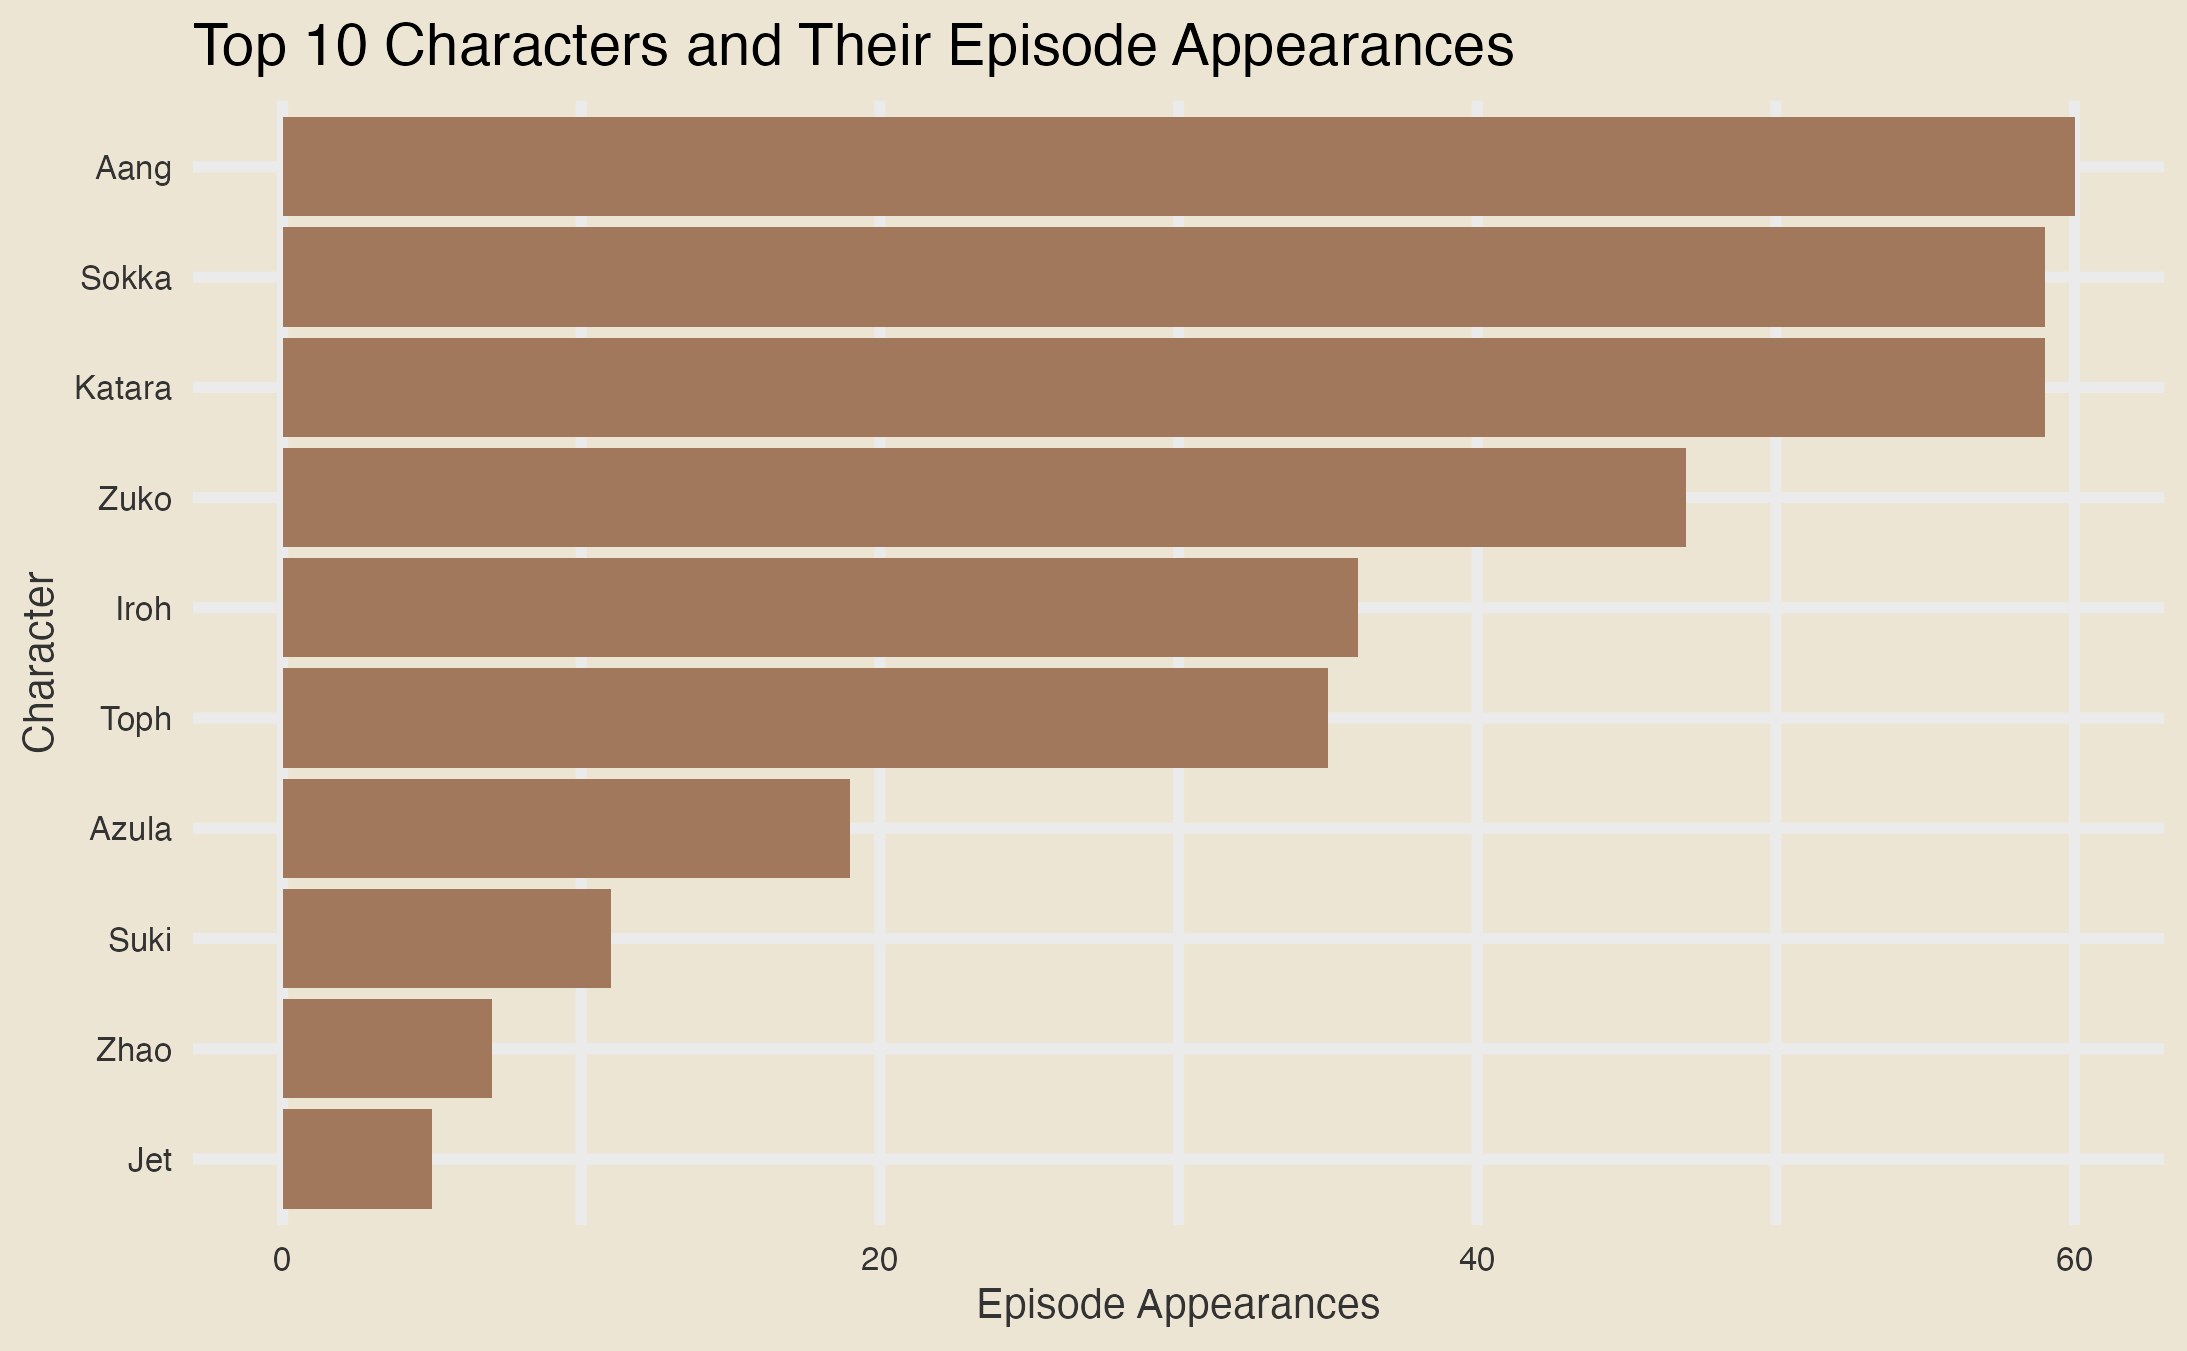 Top 10 Characters and Their Episode Appearances
Character
Aang
Sokka
Katara
Zuko
Iroh
Toph
Azula
Suki
Zhao
Jet
0 20 40 60
Episode Appearances